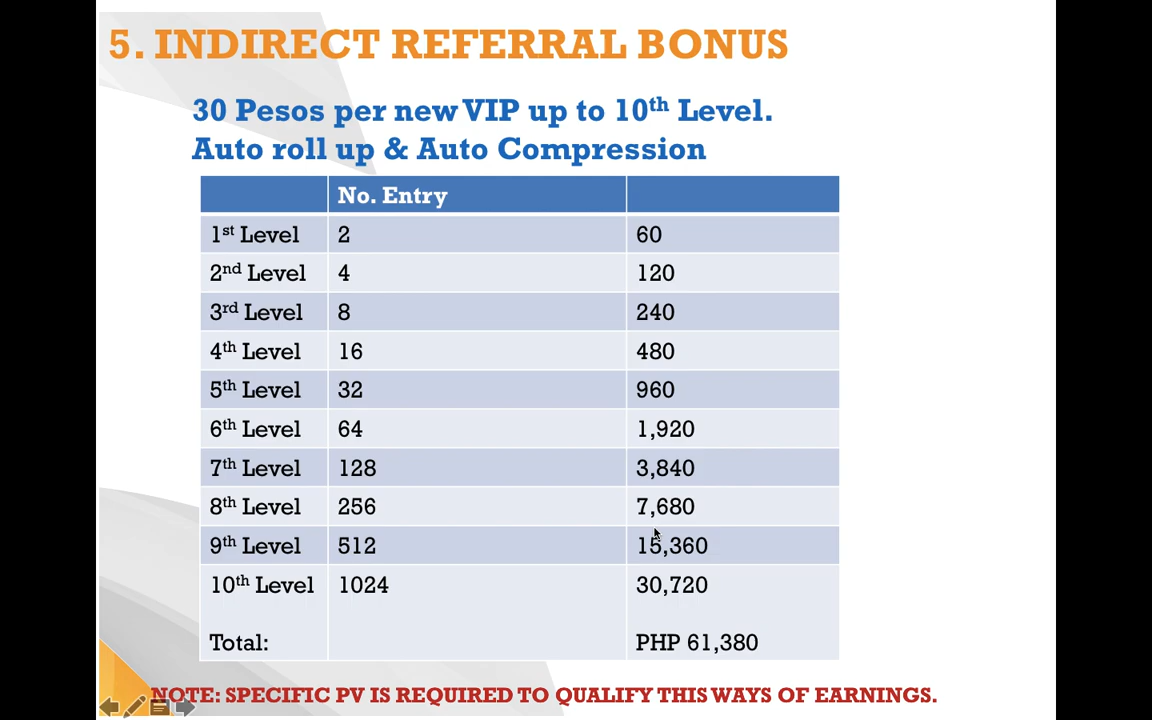 5. INDIRECT REFERRAL BONUS
30 Pesos per new VIP up to 10th Level.
Auto roll up & Auto Compression
No. Entry
1st Level 2 60
2nd Level 4 120
3rd Level 8 240
4th Level 16 480
5th Level 32 960
6th Level 64 1,920
7th Level 128 3,840
8th Level 256 7,680
9th Level 512 15,360
10th Level 1024 30,720
Total: PHP 61,380
NOTE: SPECIFIC PV IS REQUIRED TO QUALIFY THIS WAYS OF EARNINGS.